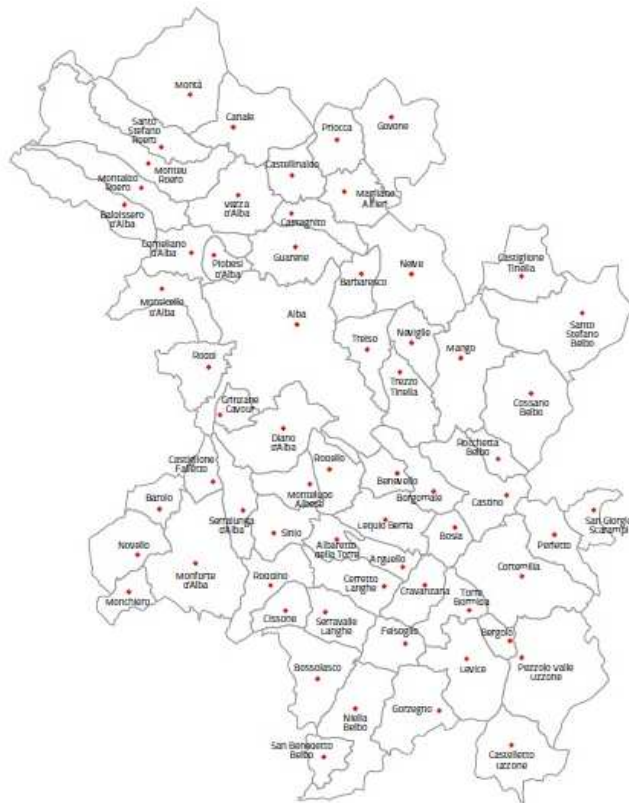 Montà
Santo
Stefano
Roero
Canale
Priocca
Govone
Monteu
Roero
Castellinaldo
Montaldo
Roero
Vezza
d'Alba
Magliano
Alfieri
Baldissero
d'Alba
Castagnito
Corneliano
d'Alba
Piobesi
d'Alba
Guarene
Barbaresco
Neive
Castiglione
Tinella
Monticello
d'Alba
Alba
Santo
Stefano
Belbo
Treiso
Neviglie
Mango
Roddi
Trezzo
Tinella
Cossano
Belbo
Grinzane
Cavour
Diano
d'Alba
Rocchetta
Belbo
Castiglione
Falletto
Rodello
Benevello
Montelupo
Albese
Borgomale
Castino
Barolo
Serralunga
d'Alba
Sinio
Lequio Berria
Bosia
San Giorgio
Scarampi
Albaretto
della Torre
Perletto
Novello
Arguello
Monforte
d'Alba
Roddino
Cerretto
Langhe
Cravanzana
Torre
Bormida
Cortemilia
Monchiero
Cissone
Serravalle
Langhe
Feisoglio
Bergolo
Bossolasco
Levice
Pezzolo Valle
Uzzone
Niella
Belbo
Gorzegno
San Benedetto
Belbo
Castelletto
Uzzone